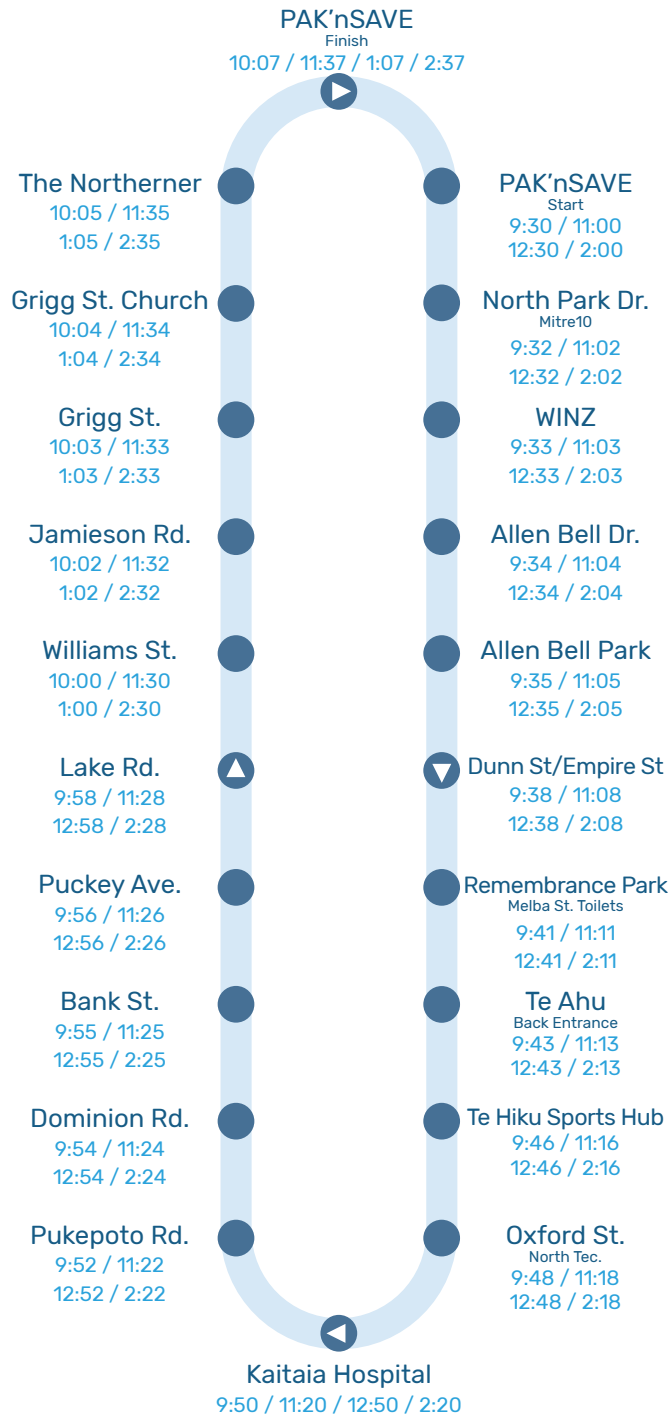 PAK'nSAVE
Finish
10:07 / 11:37 / 1:07 / 2:37
PAK'nSAVE
Start
9:30 / 11:00
12:30 / 2:00
North Park Dr.
Mitre10
9:32 / 11:02
12:32 / 2:02
WINZ
9:33 / 11:03
12:33 / 2:03
Allen Bell Dr.
9:34 / 11:04
12:34 / 2:04
Allen Bell Park
9:35 / 11:05
12:35 / 2:05
Dunn St/Empire St
9:38 / 11:08
12:38 / 2:08
Remembrance Park
Melba St. Toilets
9:41 / 11:11
12:41 / 2:11
Te Ahu
Back Entrance
9:43 / 11:13
12:43 / 2:13
Te Hiku Sports Hub
9:46 / 11:16
12:46 / 2:16
Oxford St.
North Tec.
9:48 / 11:18
12:48 / 2:18
Kaitaia Hospital
9:50 / 11:20 / 12:50 / 2:20
Pukepoto Rd.
9:52 / 11:22
12:52 / 2:22
Dominion Rd.
9:54 / 11:24
12:54 / 2:24
Bank St.
9:55 / 11:25
12:55 / 2:25
Puckey Ave.
9:56 / 11:26
12:56 / 2:26
Lake Rd.
9:58 / 11:28
12:58 / 2:28
Williams St.
10:00 / 11:30
1:00 / 2:30
Jamieson Rd.
10:02 / 11:32
1:02 / 2:32
Grigg St.
10:03 / 11:33
1:03 / 2:33
Grigg St. Church
10:04 / 11:34
1:04 / 2:34
The Northerner
10:05 / 11:35
1:05 / 2:35